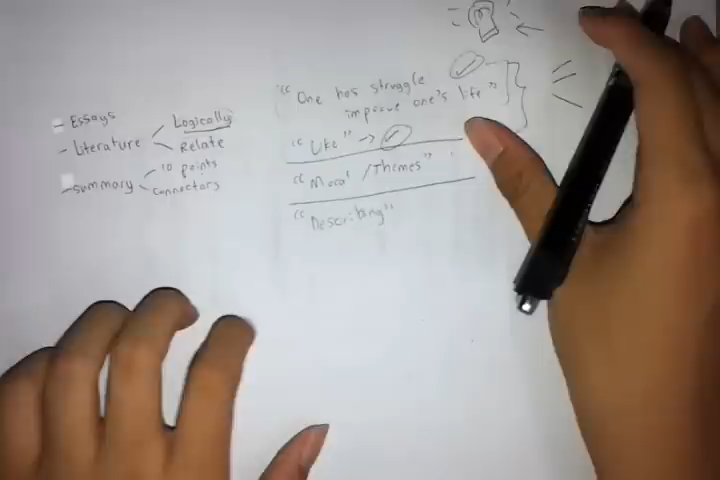 - Essays
- Literature
Logically
Relate
- Summary
10 points
connectors
"One has struggle
improve one's life"
"Like" →
"Moral / Themes"
"Describing"